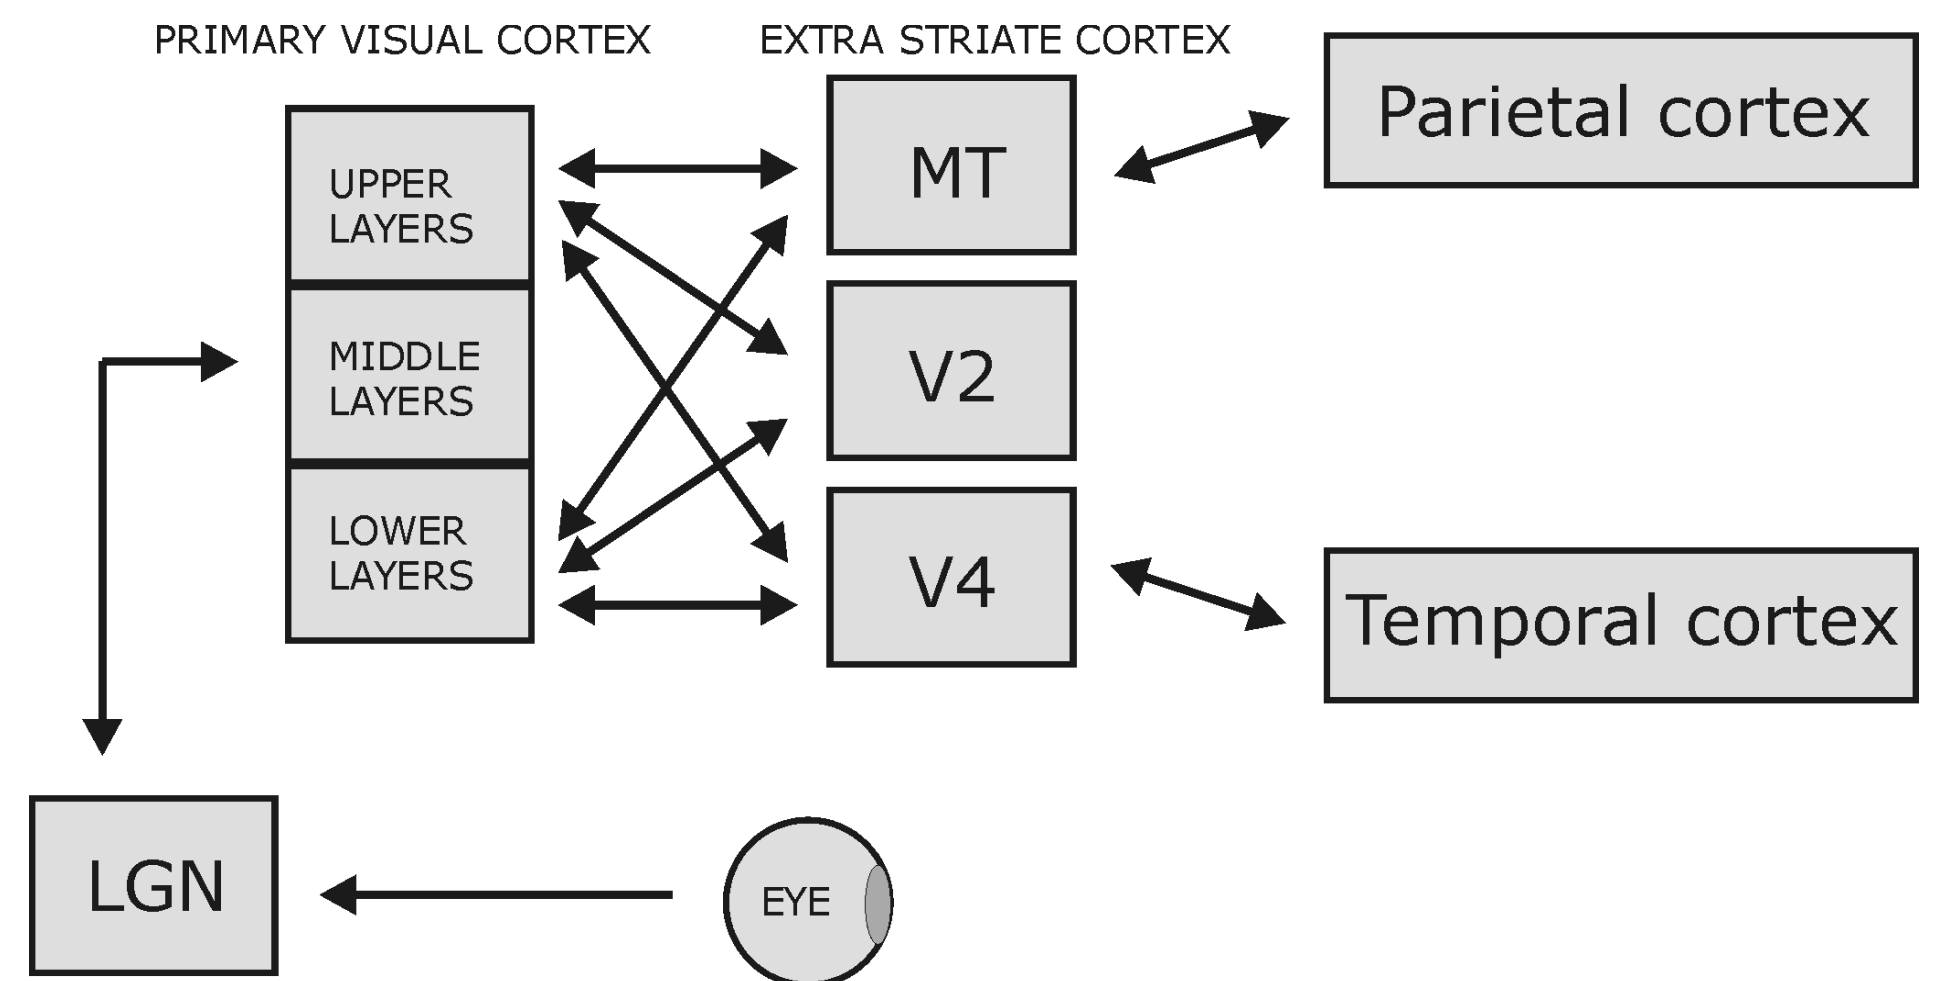 PRIMARY VISUAL CORTEX
EXTRA STRIATE CORTEX
UPPER
LAYERS
MIDDLE
LAYERS
LOWER
LAYERS
MT
V2
V4
Parietal cortex
Temporal cortex
LGN
EYE